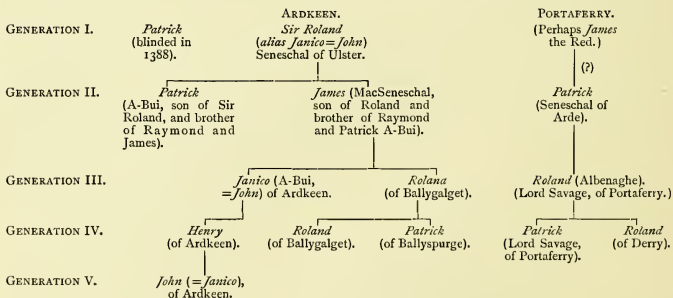 ARDKEEN.
PORTAFERRY.
GENERATION I.
Patrick
(blinded in
1388).
Sir Roland
(alias Janico=John)
Seneschal of Ulster.
(Perhaps James
the Red.)
(?)
GENERATION II.
Patrick
(A-Bui, son of Sir
Roland, and brother
of Raymond and
James).
James (MacSeneschal,
son of Roland and
brother of Raymond
and Patrick A-Bui).
Patrick
(Seneschal of
Arde).
GENERATION III.
Janico (A-Bui,
=John) of Ardkeen.
Rolana
(of Ballygalget).
Roland (Albenaghe).
(Lord Savage, of Portaferry.)
GENERATION IV.
Henry
(of Ardkeen).
Roland
(of Ballygalget).
Patrick
(of Ballyspurge).
Patrick
(Lord Savage,
of Portaferry).
Roland
(of Derry).
GENERATION V.
John (=Janico),
of Ardkeen.